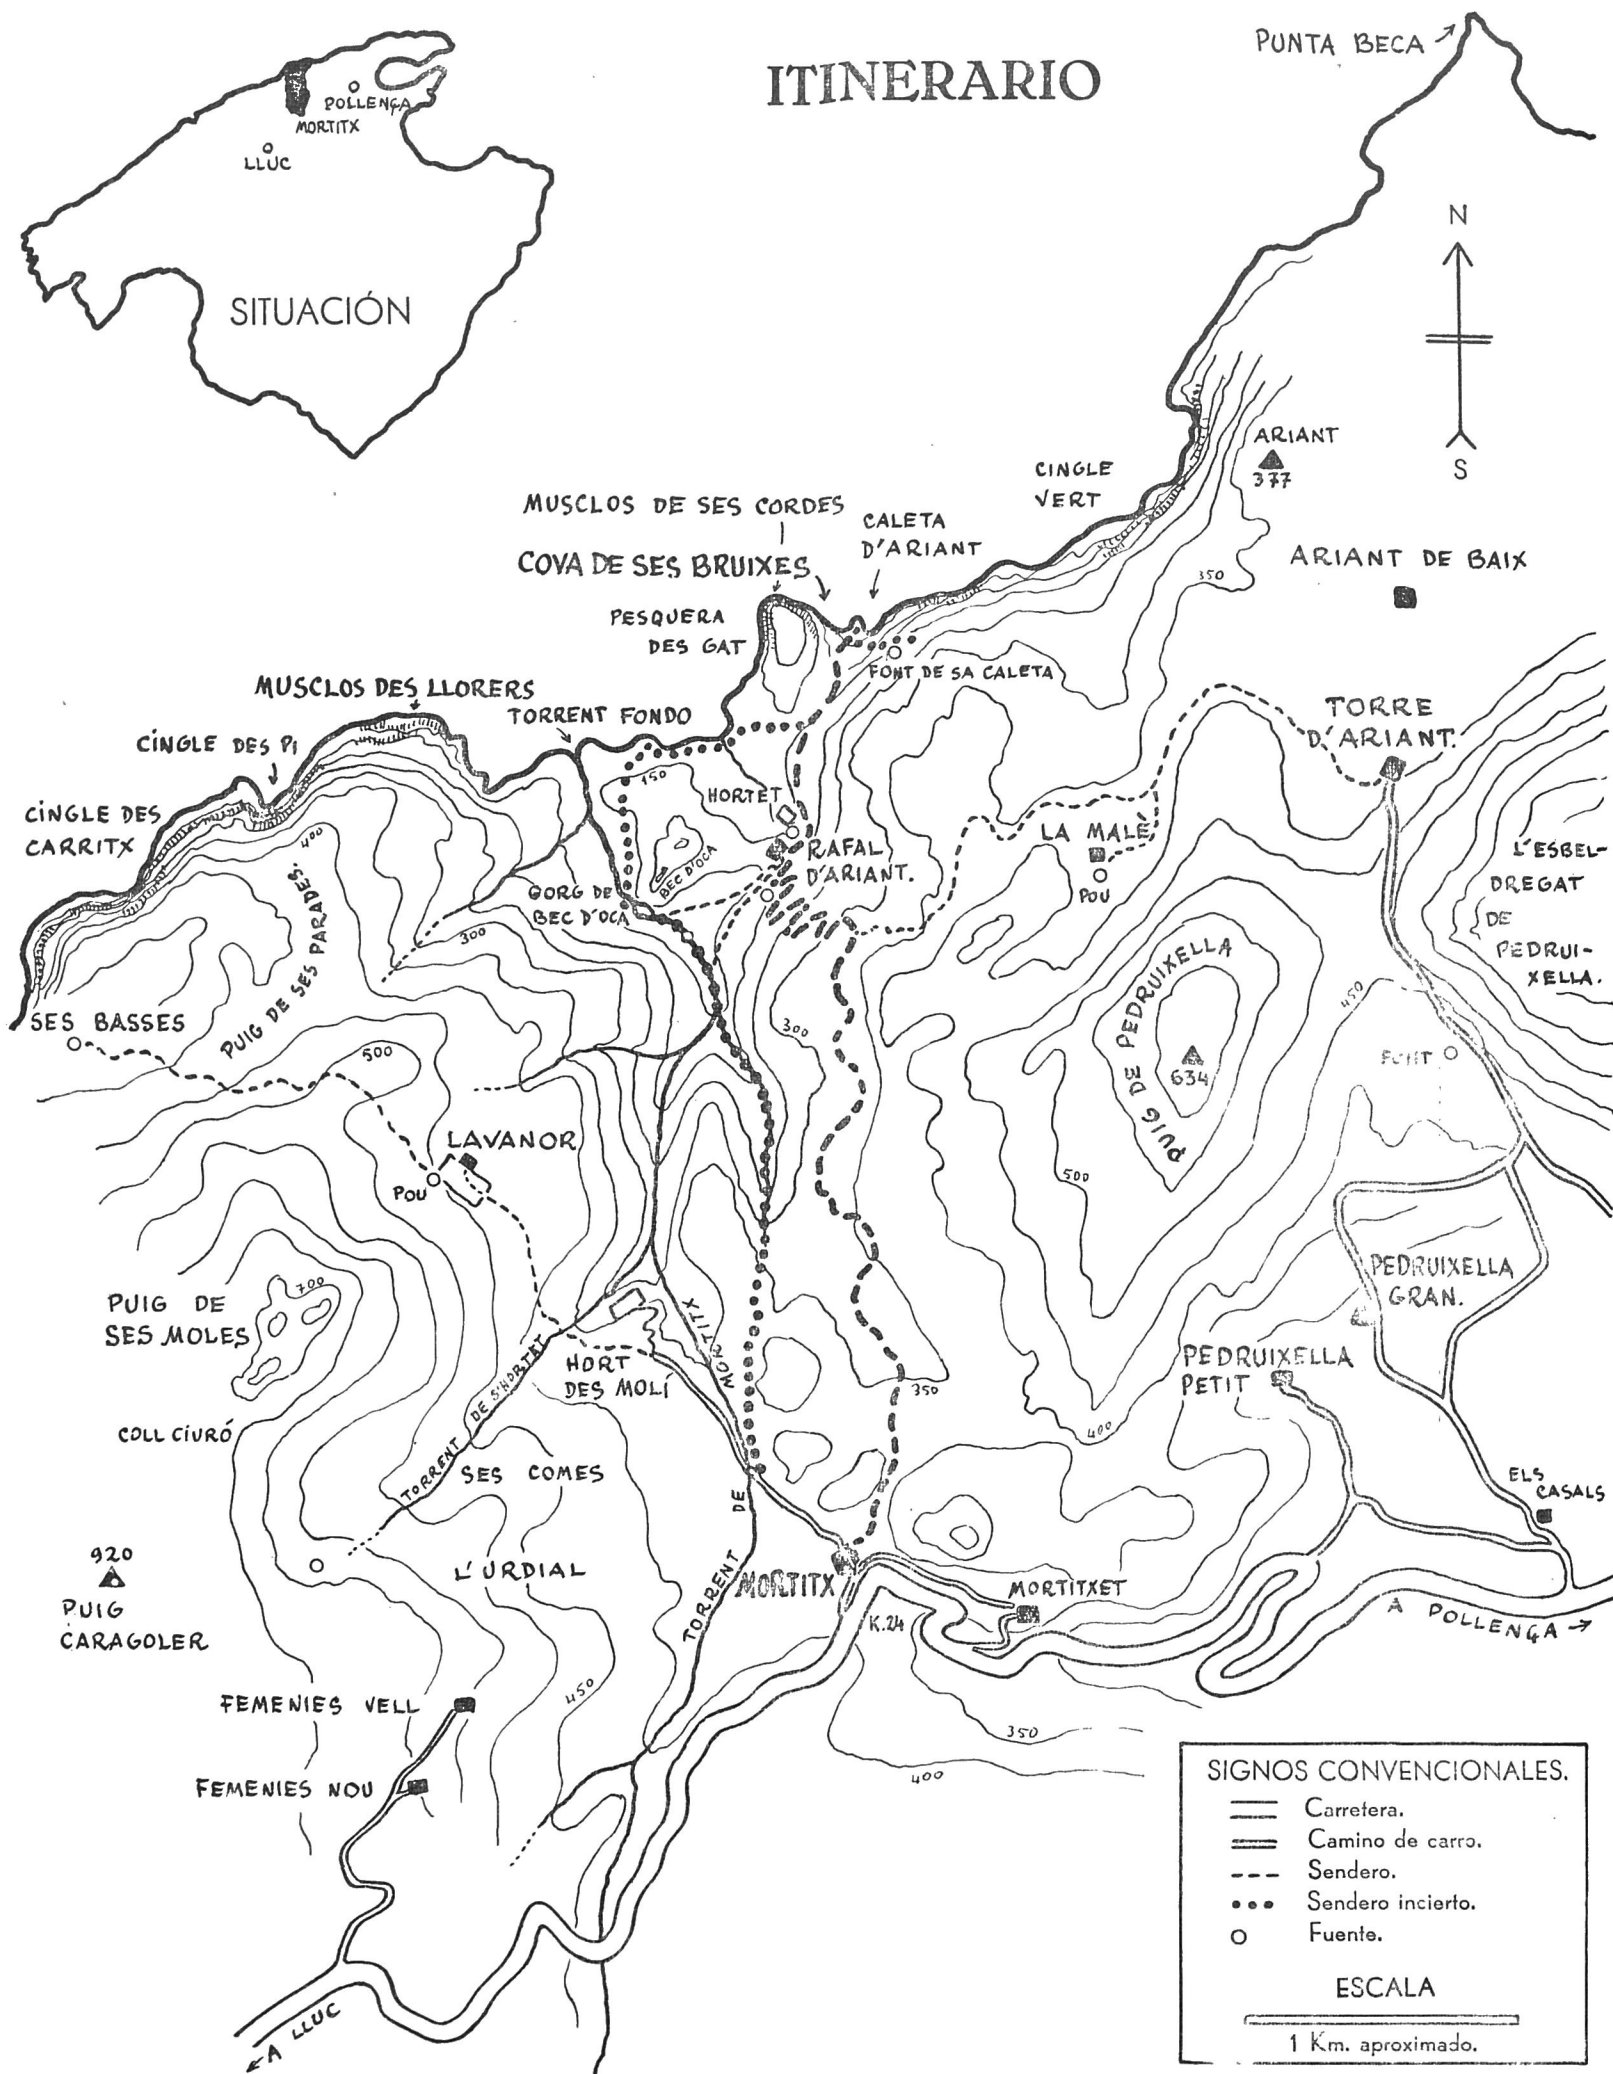 ITINERARIO
PUNTA BECA
POLLENÇA
MORTITX
LLUC
SITUACIÓN
N
S
ARIANT
377
CINGLE
VERT
MUSCLOS DE SES CORDES
CALETA
D'ARIANT
COVA DE SES BRUIXES
ARIANT DE BAIX
350
PESQUERA
DES GAT
FONT DE SA CALETA
MUSCLOS DES LLORERS
TORRENT FONDO
TORRE
D'ARIANT.
CINGLE DES PI
150
HORTET
CINGLE DES
CARRITX
400
LA MALÉ
POU
RAFAL
D'ARIANT.
BEC D'OCA
L'ESBEL-
DREGAT
DE
PEDRUI-
XELLA.
GORG DE
BEC D'OCA
300
PUIG DE SES PARADES
PUIG DE PEDRUIXELLA
634
450
SES BASSES
300
500
FONT
LAVANOR
POU
500
PUIG DE
SES MOLES
700
PEDRUIXELLA
GRAN.
HORT
DES MOLÍ
TORRENT DE S'HORTAT
PEDRUIXELLA
PETIT
350
400
COLL CIURÓ
SES COMES
ELS
CASALS
TORRENT DE MORTITX
920
PUIG
CARAGOLER
L'URDIAL
MORTITX
MORTITXET
K.24
A POLLENÇA
FEMENIES VELL
450
350
400
FEMENIES NOU
A LLUC
SIGNOS CONVENCIONALES.
Carretera.
Camino de carro.
Sendero.
Sendero incierto.
Fuente.
ESCALA
1 Km. aproximado.